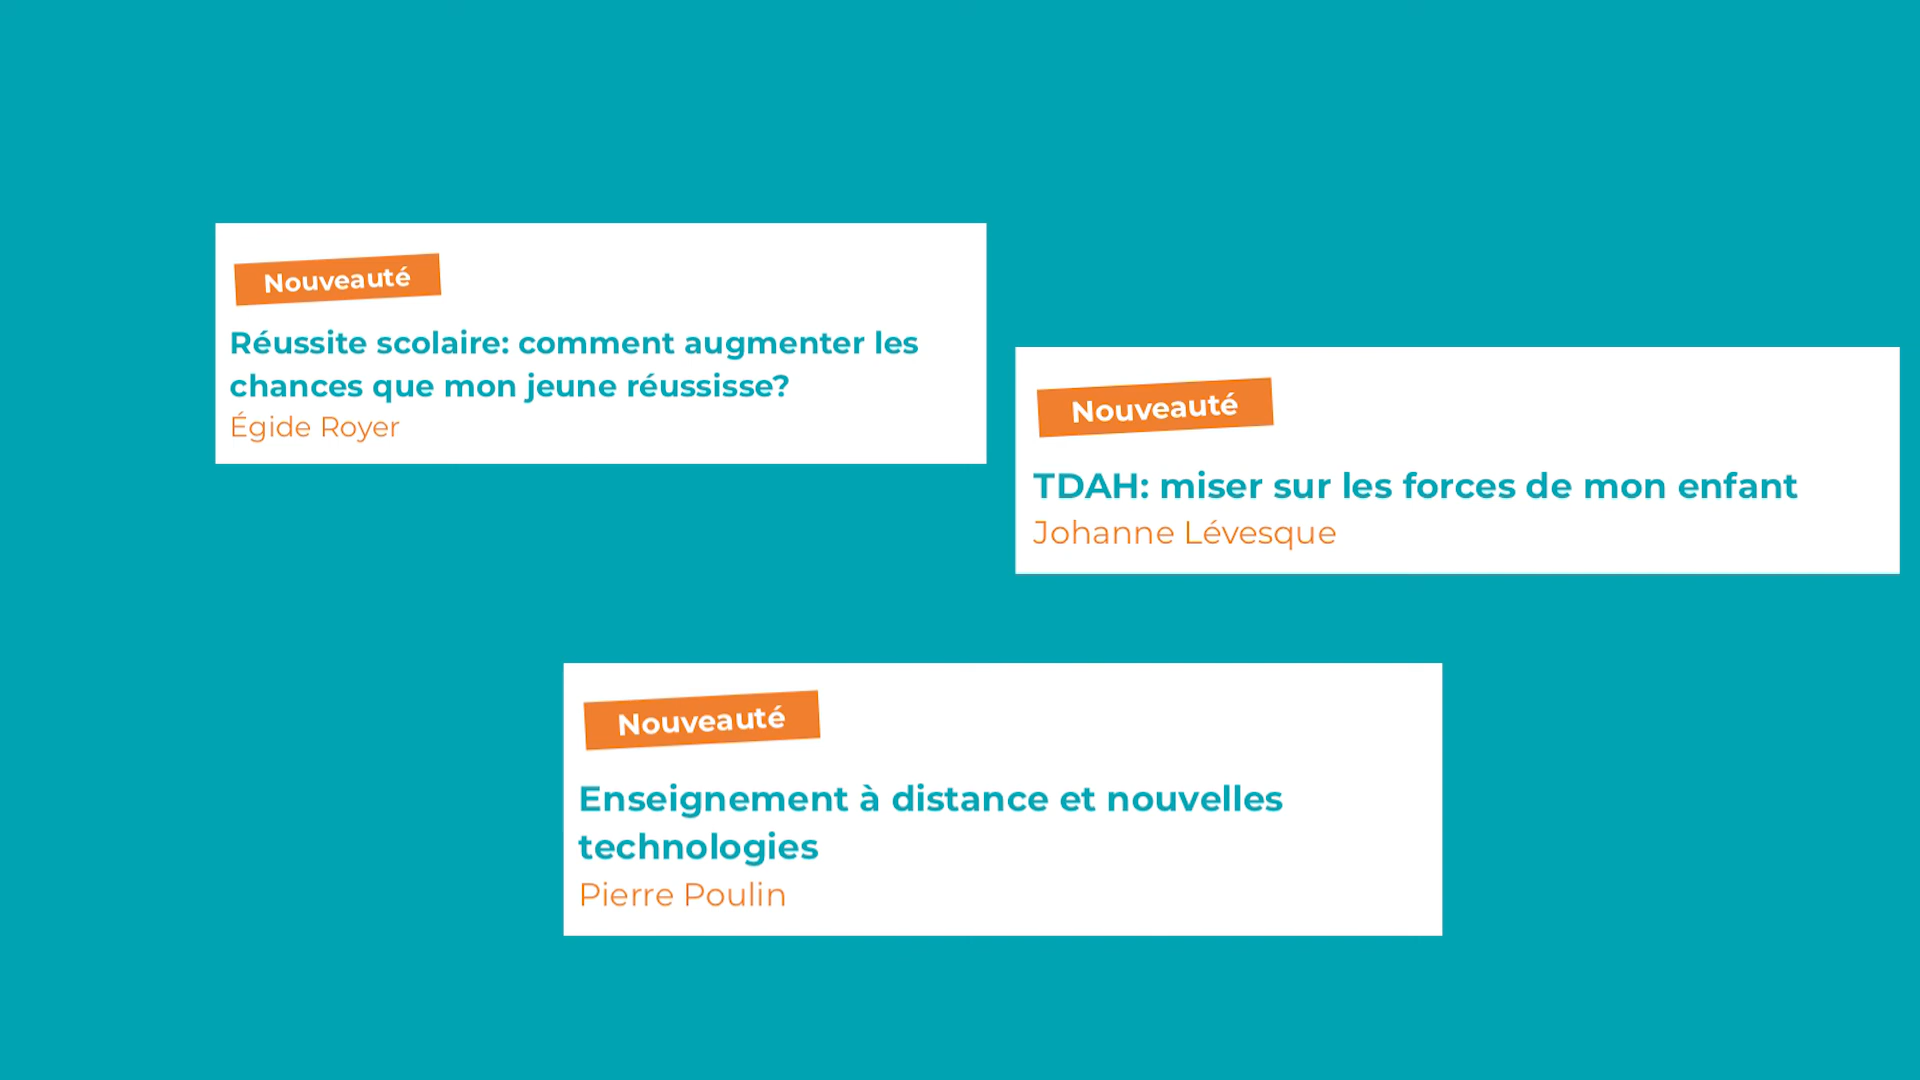 Nouveauté
Réussite scolaire: comment augmenter les
chances que mon jeune réussisse?
Égide Royer
Nouveauté
TDAH: miser sur les forces de mon enfant
Johanne Lévesque
Nouveauté
Enseignement à distance et nouvelles
technologies
Pierre Poulin